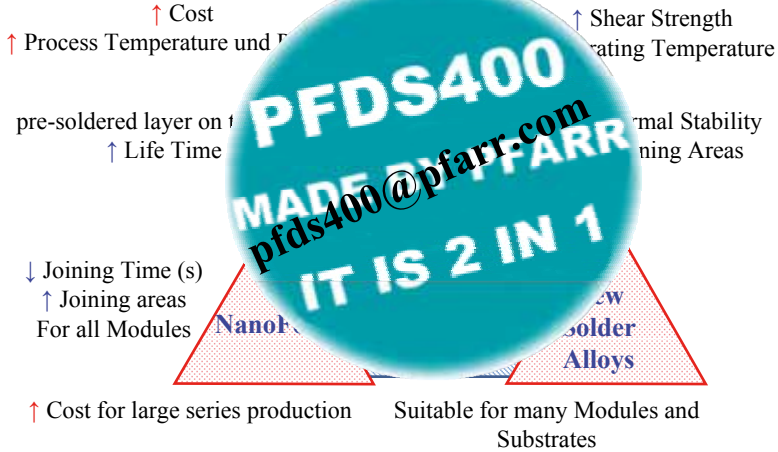 ↑ Cost
↑ Process Temperature und
↑ Shear Strength
rating Temperature
pre-soldered layer on
↑ Life Time
rmal Stability
ning Areas
PFDS400
MADE BY PFARR
IT IS 2 IN 1
pfds400@pfarr.com
↓ Joining Time (s)
↑ Joining areas
For all Modules
NanoF
ew
Solder
Alloys
↑ Cost for large series production
Suitable for many Modules and
Substrates